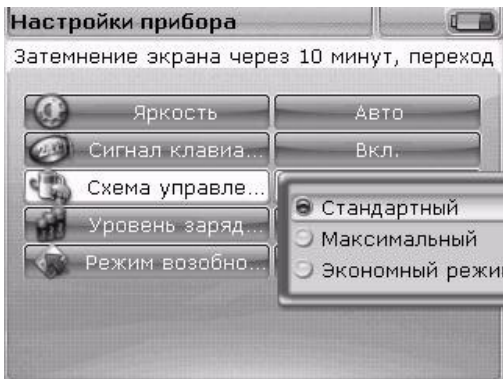 Настройки прибора
Затемнение экрана через 10 минут, переход
Яркость Авто
Сигнал клавиа... Вкл.
Схема управле...
Стандартный
Уровень заряд...
Максимальный
Режим возобно...
Экономный режи